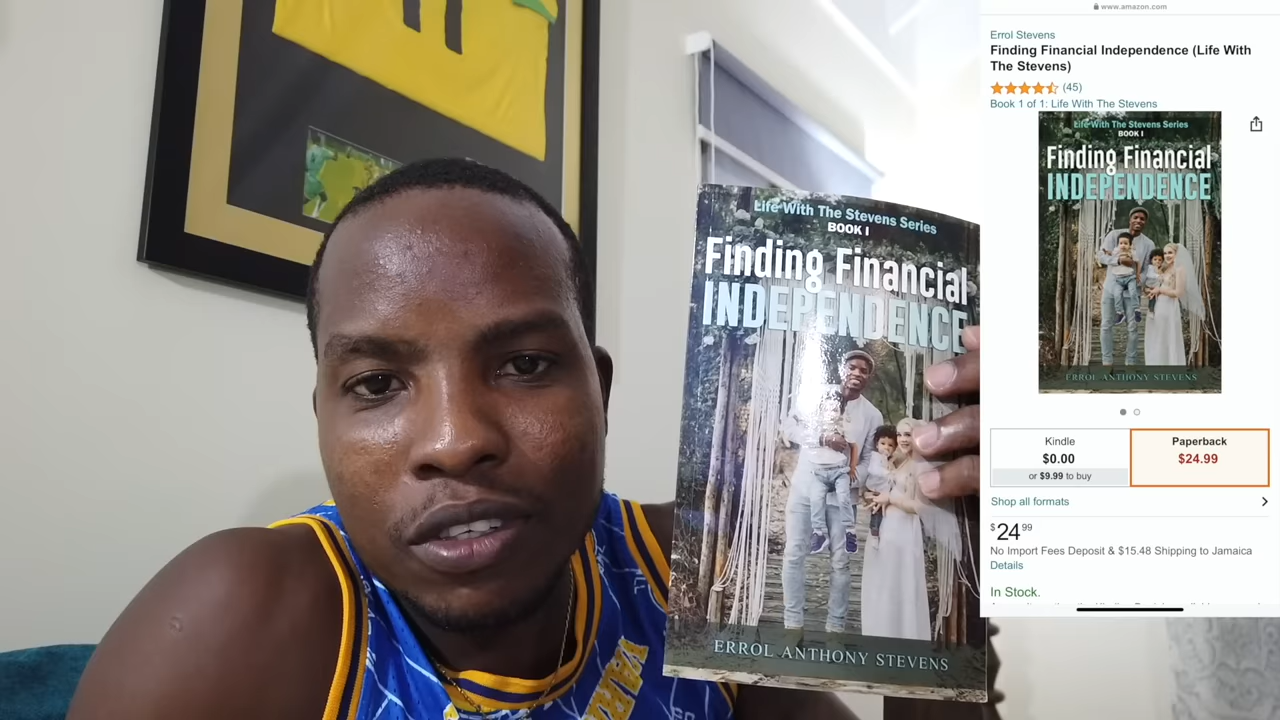 Life With The Stevens Series
BOOK I
Finding Financial
INDEPENDENCE
ERROL ANTHONY STEVENS
www.amazon.com
Errol Stevens
Finding Financial Independence (Life With
The Stevens)
(45)
Book 1 of 1: Life With The Stevens
Life With The Stevens Series
BOOK I
Finding Financial
INDEPENDENCE
ERROL ANTHONY STEVENS
Kindle
$0.00
or $9.99 to buy
Paperback
$24.99
Shop all formats
$24 99
No Import Fees Deposit & $15.48 Shipping to Jamaica
Details
In Stock.